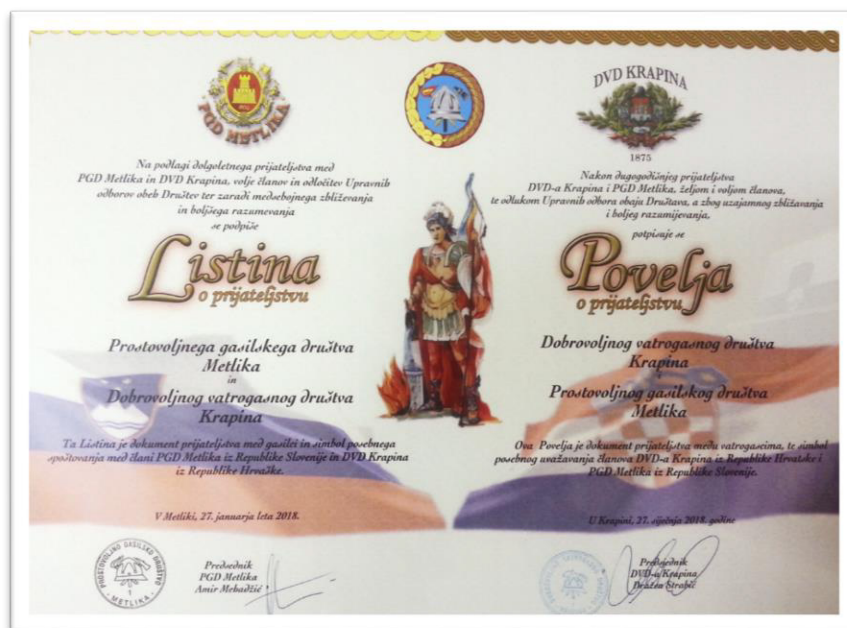 PGD METLIKA
DVD KRAPINA
1875
Na podlagi dolgoletnega prijateljstva med
PGD Metlika in DVD Krapina, volje članov in odločitev Upravnih
odborov obeh Društev ter zaradi medsebojnega zbliževanja
in boljšega razumevanja
se podpiše
Listina
o prijateljstvu
Prostovoljnega gasilskega društva
Metlika
in
Dobrovoljnog vatrogasnog društva
Krapina
Ta Listina je dokument prijateljstva med gasilci in simbol posebnega
spoštovanja med člani PGD Metlika iz Republike Slovenije in DVD Krapina
iz Republike Hrvaške.
V Metliki, 27. januarja leta 2018.
PROSTOVOLJNO GASILSKO DRUŠTVO
1
METLIKA
Predsednik
PGD Metlika
Amir Mehadžić
Nakon dugogodišnjeg prijateljstva
DVD-a Krapina i PGD Metlika, željom i voljom članova,
te odlukom Upravnih odbora obaju Društava, a zbog uzajamnog zbližavanja
i boljeg razumijevanja,
potpisuje se
Povelja
o prijateljstvu
Dobrovoljnog vatrogasnog društva
Krapina
i
Prostovoljnog gasilskog društva
Metlika
Ova Povelja je dokument prijateljstva među vatrogascima, te simbol
posebnog uvažavanja članova DVD-a Krapina iz Republike Hrvatske i
PGD Metlika iz Republike Slovenije.
U Krapini, 27. siječnja 2018. godine
Predsjednik
DVD-a Krapina